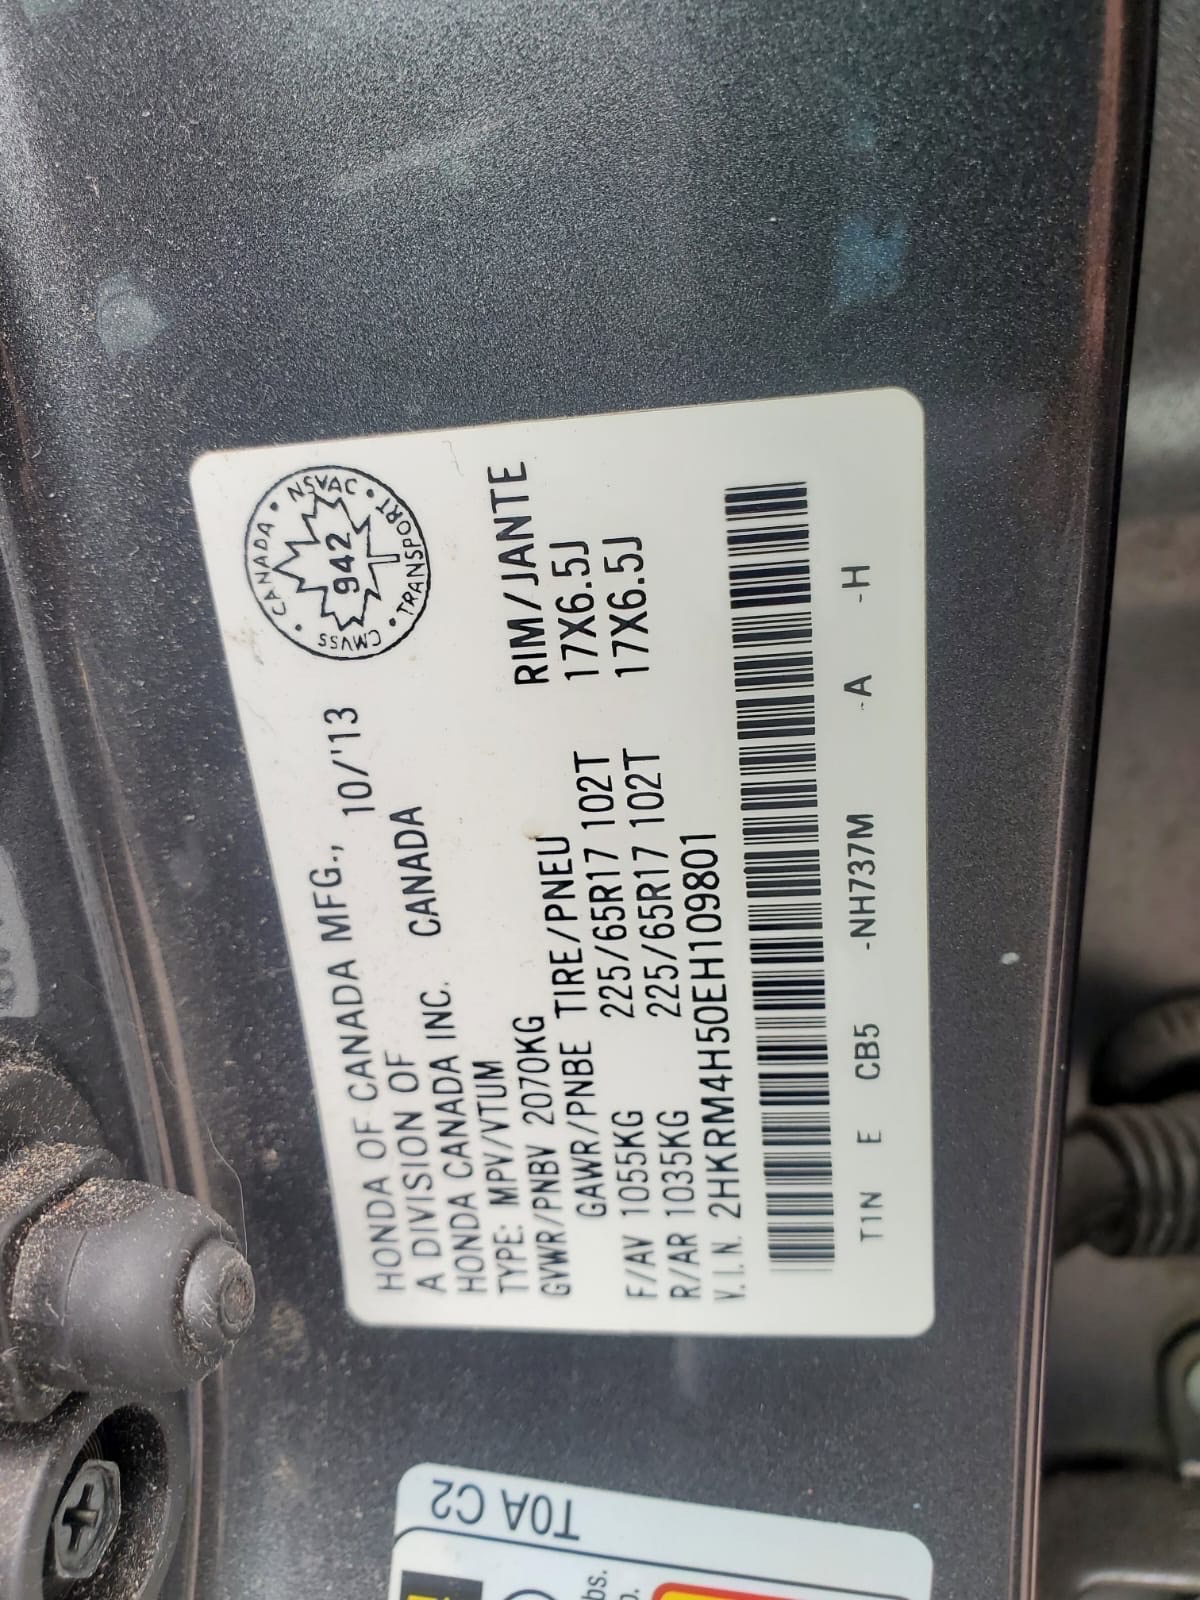 HONDA OF CANADA MFG., 10/'13
A DIVISION OF
HONDA CANADA INC. CANADA
CANADA • NSVAC • TRANSPORT • CMVSS •
942
TYPE: MPV/VTUM
GVWR/PNBV 2070KG
GAWR/PNBE TIRE/PNEU RIM/JANTE
F/AV 1055KG 225/65R17 102T 17X6.5J
R/AR 1035KG 225/65R17 102T 17X6.5J
V.I.N. 2HKRM4H50EH109801
T1N E CB5 -NH737M -A -H
T0A C2
bs.